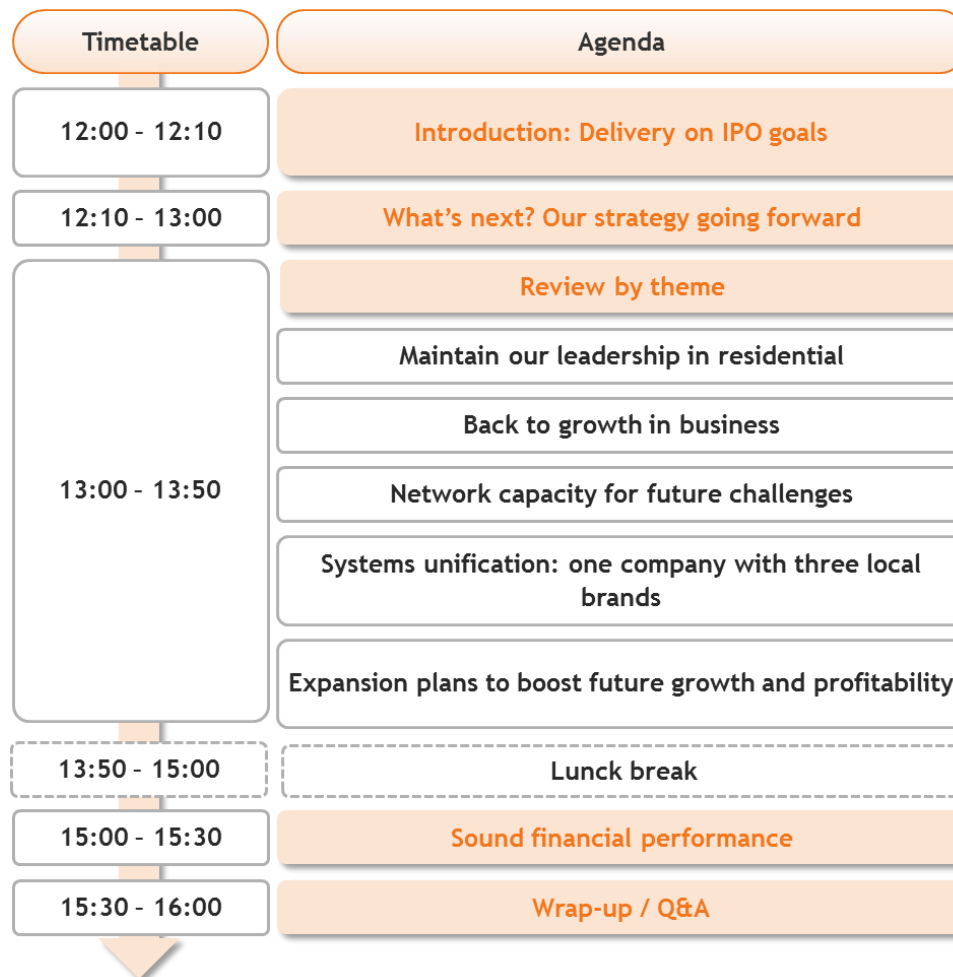 Timetable
Agenda
12:00 – 12:10
Introduction: Delivery on IPO goals
12:10 – 13:00
What’s next? Our strategy going forward
13:00 – 13:50
Review by theme
Maintain our leadership in residential
Back to growth in business
Network capacity for future challenges
Systems unification: one company with three local
brands
Expansion plans to boost future growth and profitability
13:50 – 15:00
Lunck break
15:00 – 15:30
Sound financial performance
15:30 – 16:00
Wrap-up / Q&A